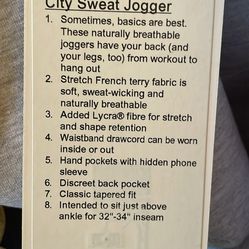 City Sweat Jogger
1. Sometimes, basics are best.
These naturally breathable
joggers have your back (and
your legs, too) from workout to
hang out
2. Stretch French terry fabric is
soft, sweat-wicking and
naturally breathable
3. Added Lycra® fibre for stretch
and shape retention
4. Waistband drawcord can be worn
inside or out
5. Hand pockets with hidden phone
sleeve
6. Discreet back pocket
7. Classic tapered fit
8. Intended to sit just above
ankle for 32"-34" inseam